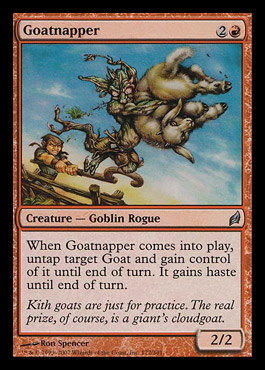 Goatnapper 2
Creature — Goblin Rogue
When Goatnapper comes into play,
untap target Goat and gain control
of it until end of turn. It gains haste
until end of turn.
Kith goats are just for practice. The real
prize, of course, is a giant's cloudgoat.
Ron Spencer
2/2